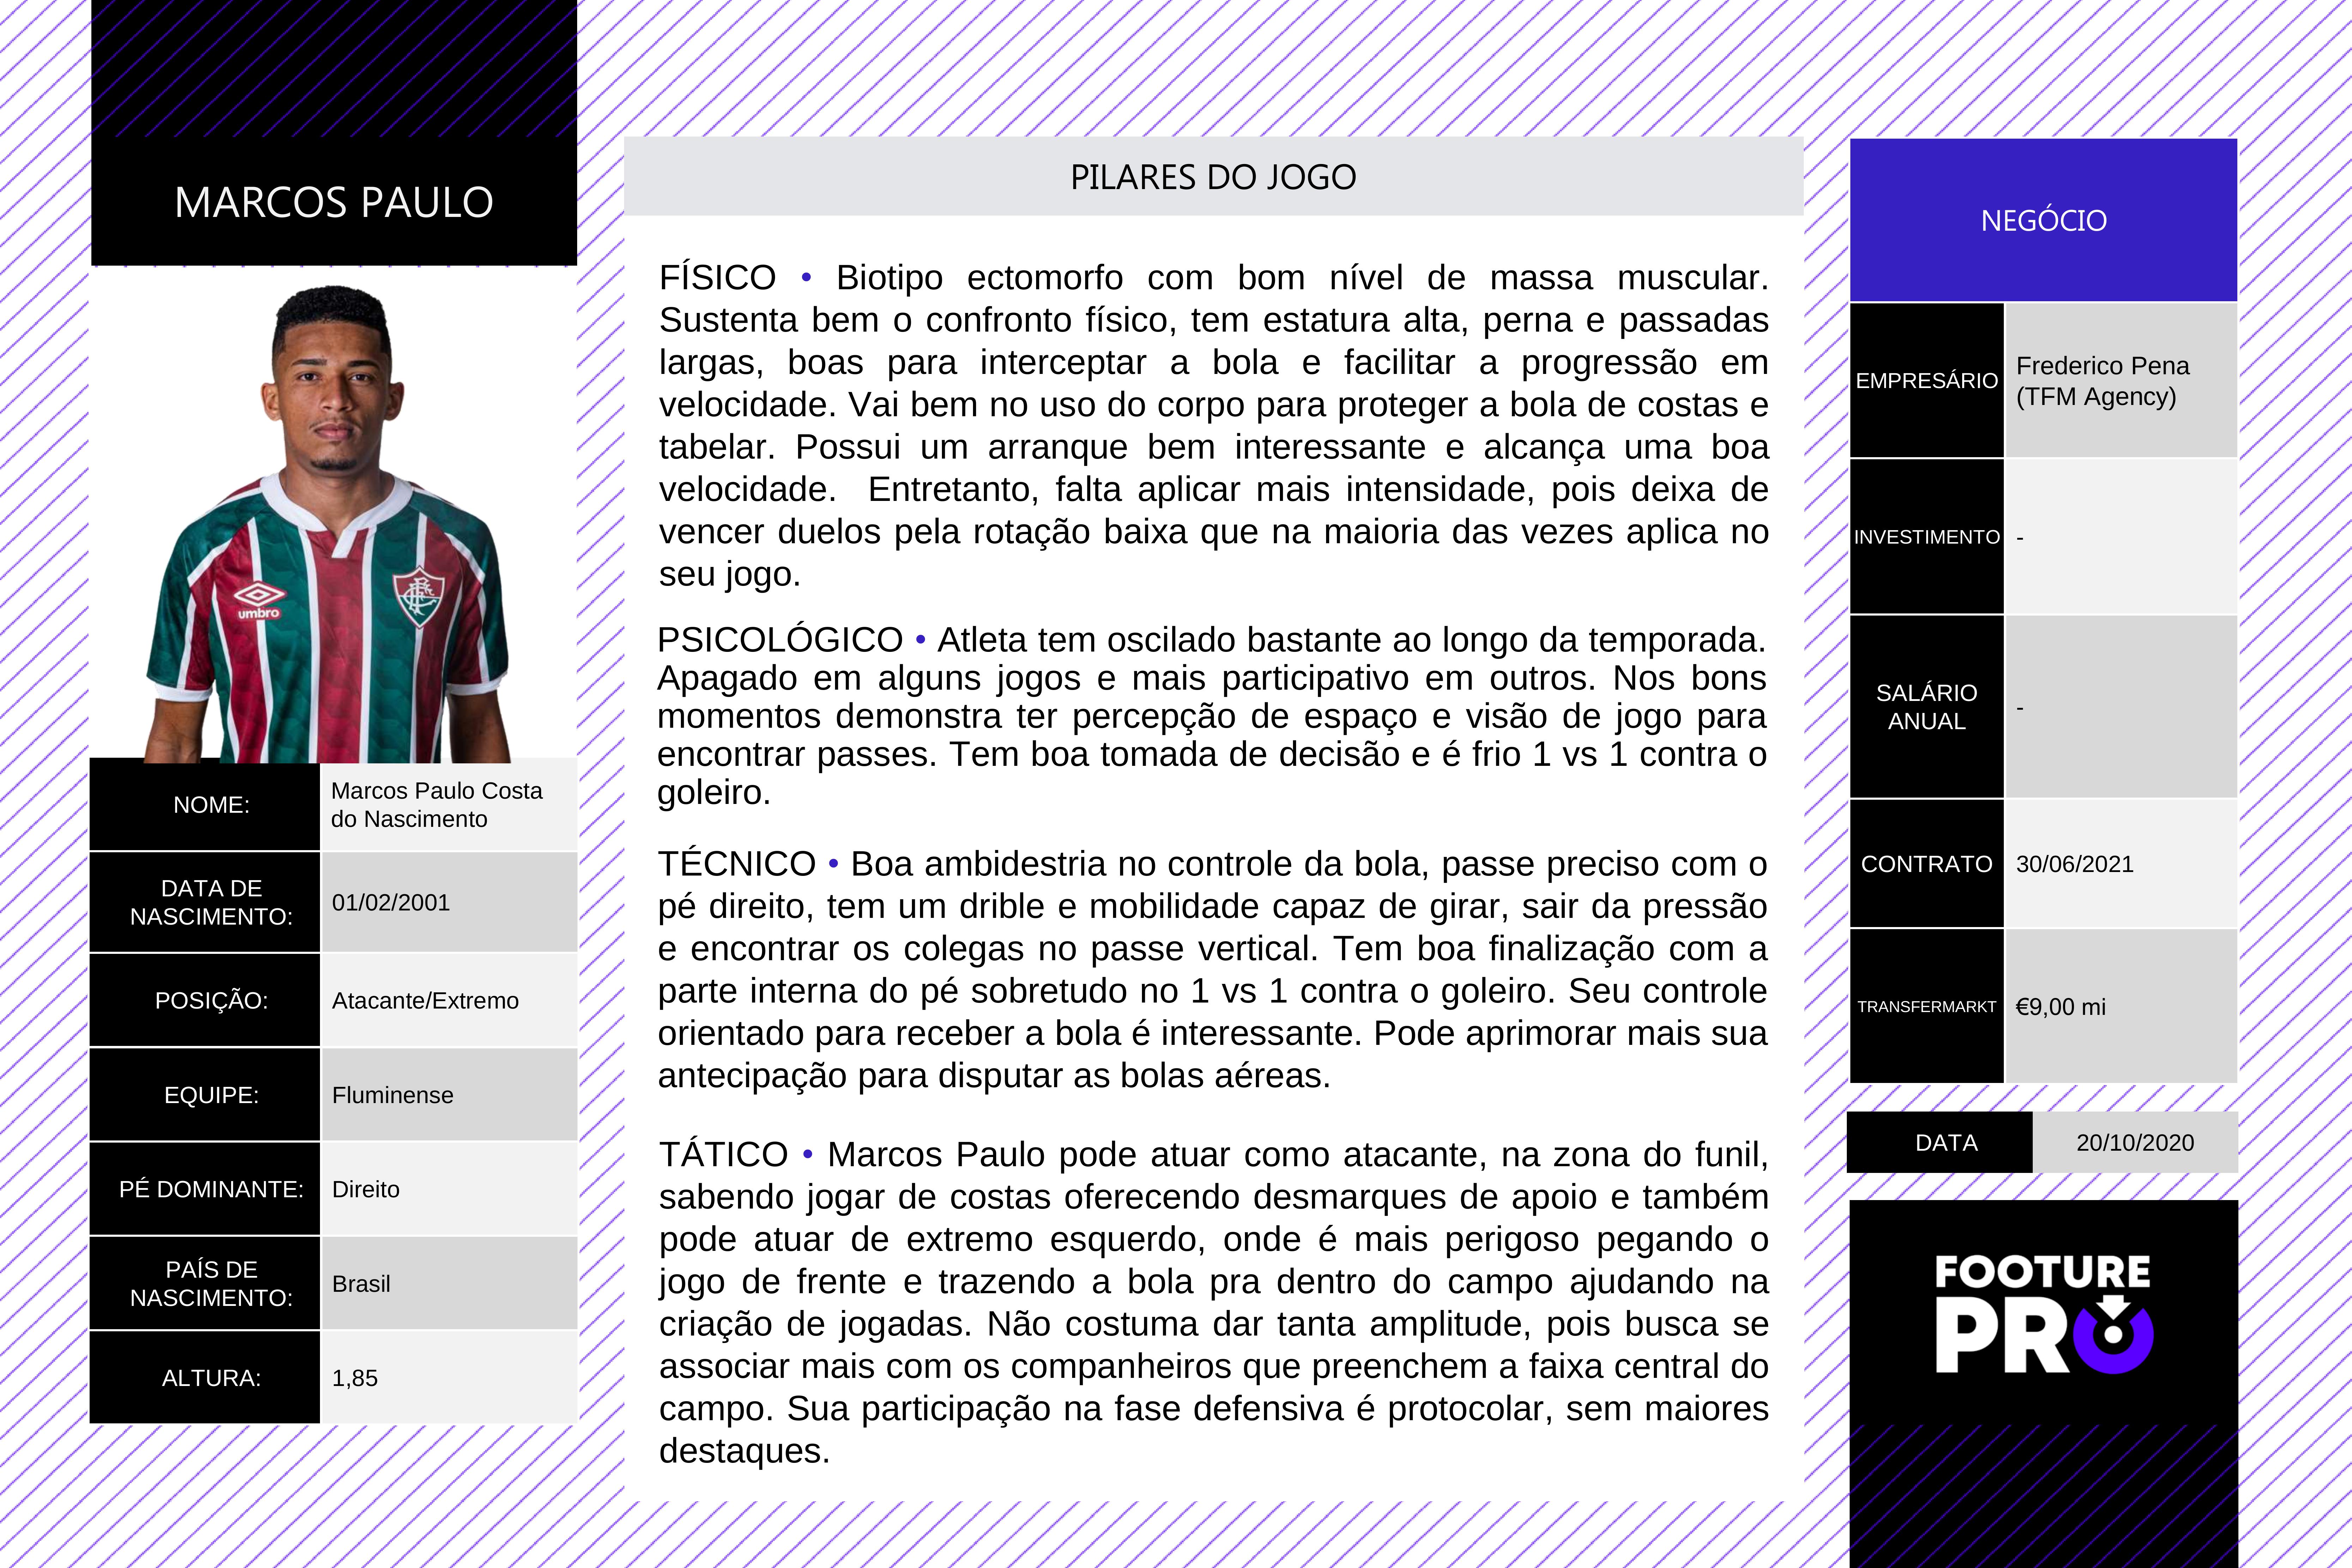 MARCOS PAULO
umbro
NOME:
Marcos Paulo Costa
do Nascimento
DATA DE
NASCIMENTO:
01/02/2001
POSIÇÃO:
Atacante/Extremo
EQUIPE:
Fluminense
PÉ DOMINANTE:
Direito
PAÍS DE
NASCIMENTO:
Brasil
ALTURA:
1,85
PILARES DO JOGO
FÍSICO • Biotipo ectomorfo com bom nível de massa muscular.
Sustenta bem o confronto físico, tem estatura alta, perna e passadas
largas, boas para interceptar a bola e facilitar a progressão em
velocidade. Vai bem no uso do corpo para proteger a bola de costas e
tabelar. Possui um arranque bem interessante e alcança uma boa
velocidade.  Entretanto, falta aplicar mais intensidade, pois deixa de
vencer duelos pela rotação baixa que na maioria das vezes aplica no
seu jogo.
PSICOLÓGICO • Atleta tem oscilado bastante ao longo da temporada.
Apagado em alguns jogos e mais participativo em outros. Nos bons
momentos demonstra ter percepção de espaço e visão de jogo para
encontrar passes. Tem boa tomada de decisão e é frio 1 vs 1 contra o
goleiro.
TÉCNICO • Boa ambidestria no controle da bola, passe preciso com o
pé direito, tem um drible e mobilidade capaz de girar, sair da pressão
e encontrar os colegas no passe vertical. Tem boa finalização com a
parte interna do pé sobretudo no 1 vs 1 contra o goleiro. Seu controle
orientado para receber a bola é interessante. Pode aprimorar mais sua
antecipação para disputar as bolas aéreas.
TÁTICO • Marcos Paulo pode atuar como atacante, na zona do funil,
sabendo jogar de costas oferecendo desmarques de apoio e também
pode atuar de extremo esquerdo, onde é mais perigoso pegando o
jogo de frente e trazendo a bola pra dentro do campo ajudando na
criação de jogadas. Não costuma dar tanta amplitude, pois busca se
associar mais com os companheiros que preenchem a faixa central do
campo. Sua participação na fase defensiva é protocolar, sem maiores
destaques.
NEGÓCIO
EMPRESÁRIO
Frederico Pena
(TFM Agency)
INVESTIMENTO
-
SALÁRIO
ANUAL
-
CONTRATO
30/06/2021
TRANSFERMARKT
€9,00 mi
DATA
20/10/2020
FOOTURE
PRO